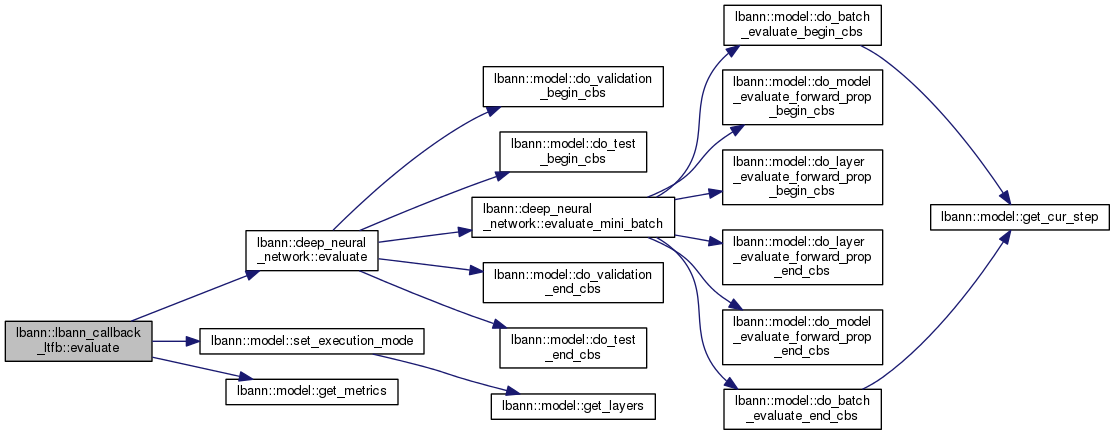 lbann::lbann_callback
_ltfb::evaluate
lbann::deep_neural
_network::evaluate
lbann::model::set_execution_mode
lbann::model::get_metrics
lbann::model::do_validation
_begin_cbs
lbann::model::do_test
_begin_cbs
lbann::deep_neural
_network::evaluate_mini_batch
lbann::model::do_validation
_end_cbs
lbann::model::do_test
_end_cbs
lbann::model::get_layers
lbann::model::do_batch
_evaluate_begin_cbs
lbann::model::do_model
_evaluate_forward_prop
_begin_cbs
lbann::model::do_layer
_evaluate_forward_prop
_begin_cbs
lbann::model::do_layer
_evaluate_forward_prop
_end_cbs
lbann::model::do_model
_evaluate_forward_prop
_end_cbs
lbann::model::do_batch
_evaluate_end_cbs
lbann::model::get_cur_step